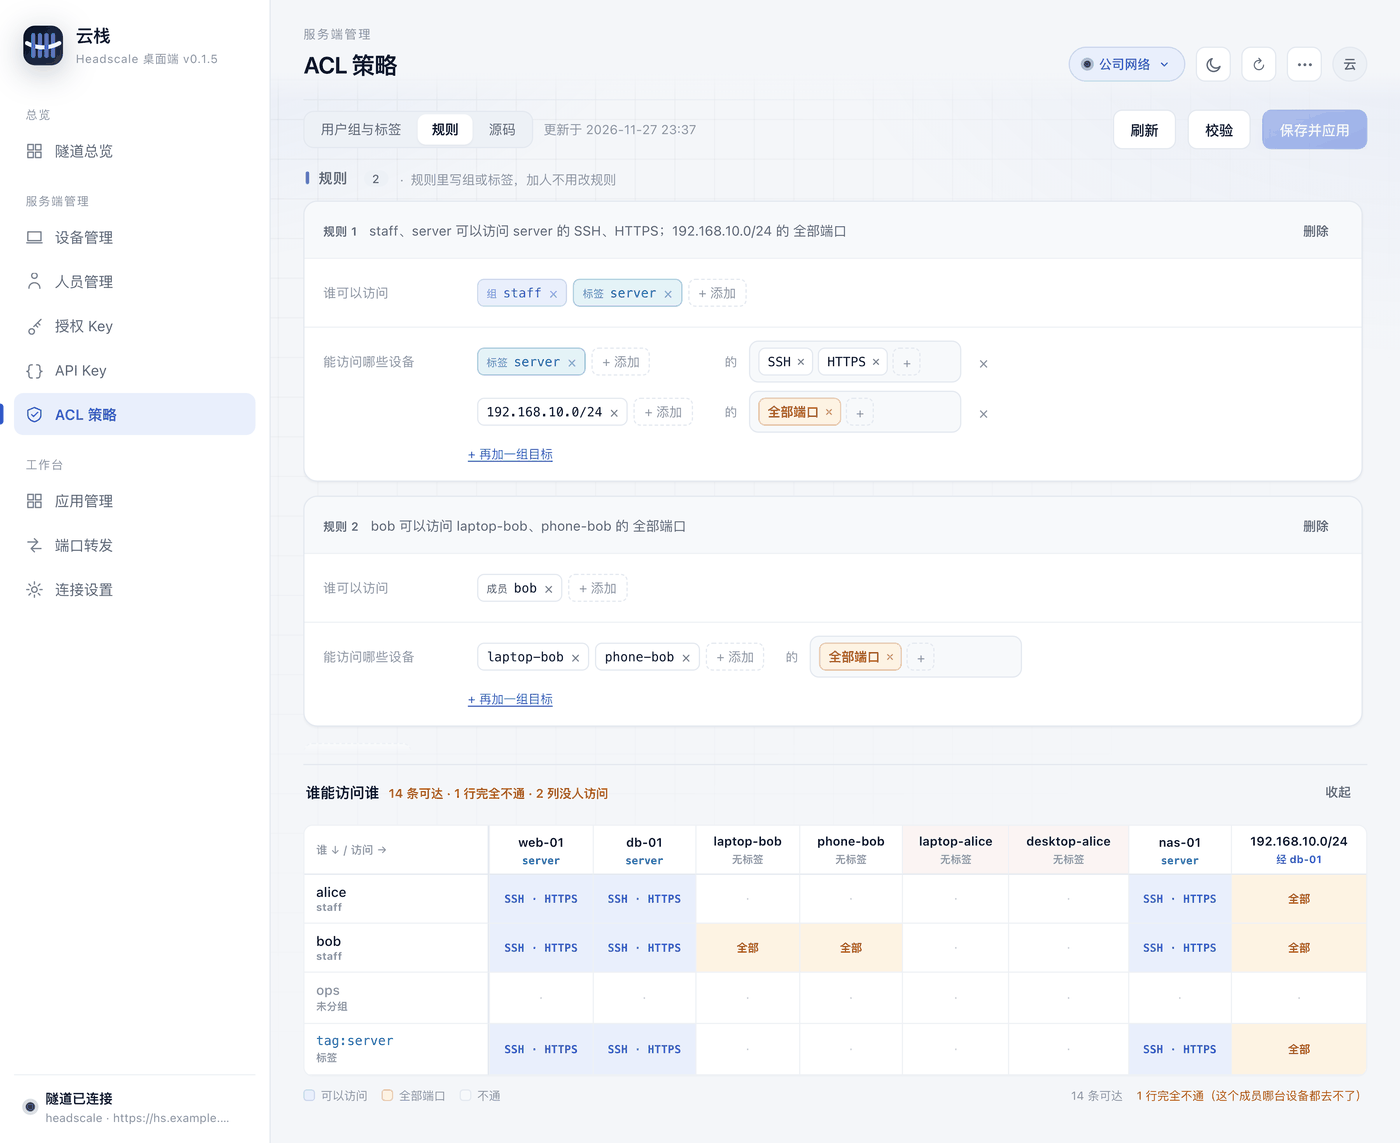 云栈
Headscale 桌面端 v0.1.5
总览
隧道总览
服务端管理
设备管理
人员管理
授权 Key
API Key
ACL 策略
工作台
应用管理
端口转发
连接设置
隧道已连接
headscale · https://hs.example....
服务端管理
ACL 策略
公司网络
云
用户组与标签 规则 源码 更新于 2026-11-27 23:37
刷新 校验 保存并应用
规则 2 · 规则里写组或标签，加人不用改规则
规则 1 staff、server 可以访问 server 的 SSH、HTTPS；192.168.10.0/24 的 全部端口 删除
谁可以访问 组 staff × 标签 server × + 添加
能访问哪些设备 标签 server × + 添加 的 SSH × HTTPS × + ×
192.168.10.0/24 × + 添加 的 全部端口 × + ×
+ 再加一组目标
规则 2 bob 可以访问 laptop-bob、phone-bob 的 全部端口 删除
谁可以访问 成员 bob × + 添加
能访问哪些设备 laptop-bob × phone-bob × + 添加 的 全部端口 × +
+ 再加一组目标
谁能访问谁 14 条可达 · 1 行完全不通 · 2 列没人访问 收起
谁 ↓ / 访问 → web-01 db-01 laptop-bob phone-bob laptop-alice desktop-alice nas-01 192.168.10.0/24
server server 无标签 无标签 无标签 无标签 server 经 db-01
alice SSH · HTTPS SSH · HTTPS · · · · SSH · HTTPS 全部
staff
bob SSH · HTTPS SSH · HTTPS 全部 全部 · · SSH · HTTPS 全部
staff
ops · · · · · · · ·
未分组
tag:server SSH · HTTPS SSH · HTTPS · · · · SSH · HTTPS 全部
标签
可以访问 全部端口 不通 14 条可达 1 行完全不通（这个成员哪台设备都去不了）